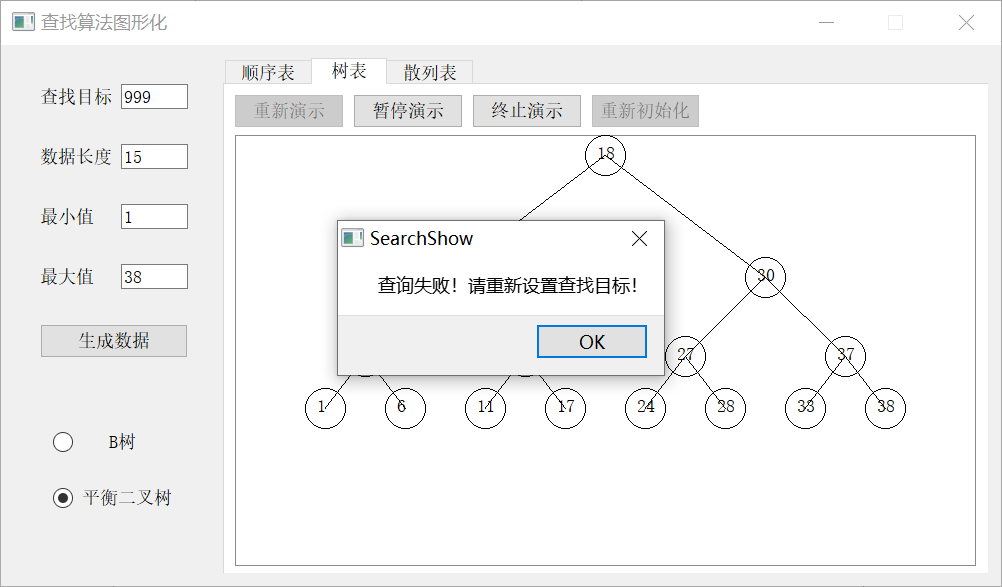 查找算法图形化
顺序表 树表 散列表
查找目标 999
数据长度 15
最小值 1
最大值 38
生成数据
B树
平衡二叉树
重新演示 暂停演示 终止演示 重新初始化
18
30
27 37
1 6 11 17 24 28 33 38
SearchShow
查询失败！请重新设置查找目标！
OK